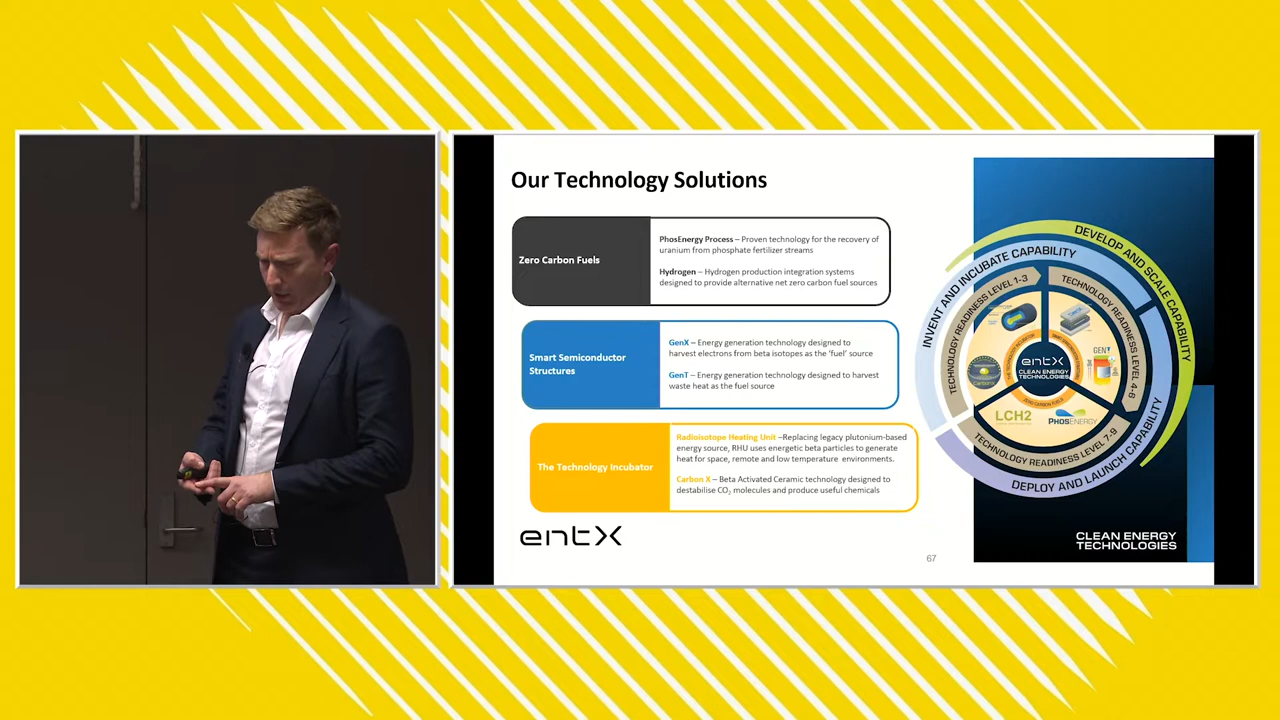 Our Technology Solutions
Zero Carbon Fuels
PhosEnergy Process – Proven technology for the recovery of
uranium from phosphate fertilizer streams
Hydrogen – Hydrogen production integration systems
designed to provide alternative net zero carbon fuel sources
Smart Semiconductor
Structures
GenX – Energy generation technology designed to
harvest electrons from beta isotopes as the 'fuel' source
GenT – Energy generation technology designed to harvest
waste heat as the fuel source
The Technology Incubator
Radioisotope Heating Unit –Replacing legacy plutonium-based
energy source, RHU uses energetic beta particles to generate
heat for space, remote and low temperature environments.
Carbon X – Beta Activated Ceramic technology designed to
destabilise CO₂ molecules and produce useful chemicals
entX
67
INVENT AND INCUBATE CAPABILITY
DEVELOP AND SCALE CAPABILITY
DEPLOY AND LAUNCH CAPABILITY
TECHNOLOGY READINESS LEVEL 1-3
TECHNOLOGY READINESS LEVEL 4-6
TECHNOLOGY READINESS LEVEL 7-9
entX
CLEAN ENERGY
TECHNOLOGIES
ZERO CARBON FUELS
GENT
CarbonX
LCH2
PHOSENERGY
CLEAN ENERGY
TECHNOLOGIES